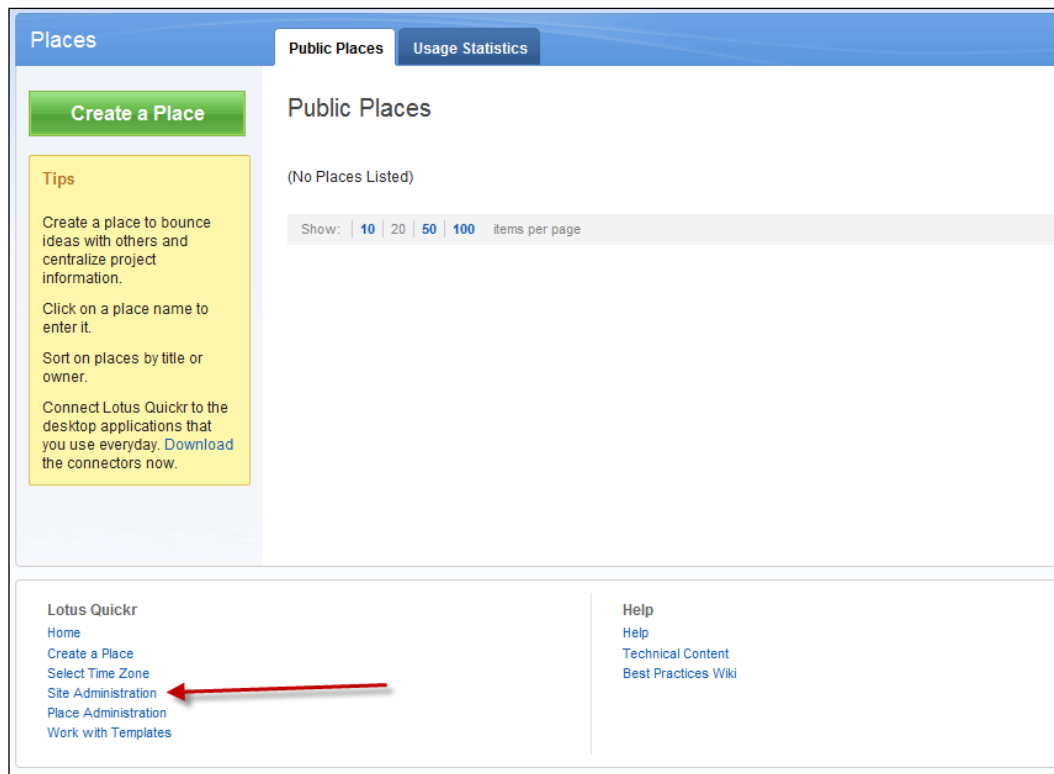 Places
Public Places
Usage Statistics
Create a Place
Tips
Create a place to bounce
ideas with others and
centralize project
information.
Click on a place name to
enter it.
Sort on places by title or
owner.
Connect Lotus Quickr to the
desktop applications that
you use everyday. Download
the connectors now.
Public Places
(No Places Listed)
Show: 10 20 50 100 items per page
Lotus Quickr
Home
Create a Place
Select Time Zone
Site Administration
Place Administration
Work with Templates
Help
Help
Technical Content
Best Practices Wiki